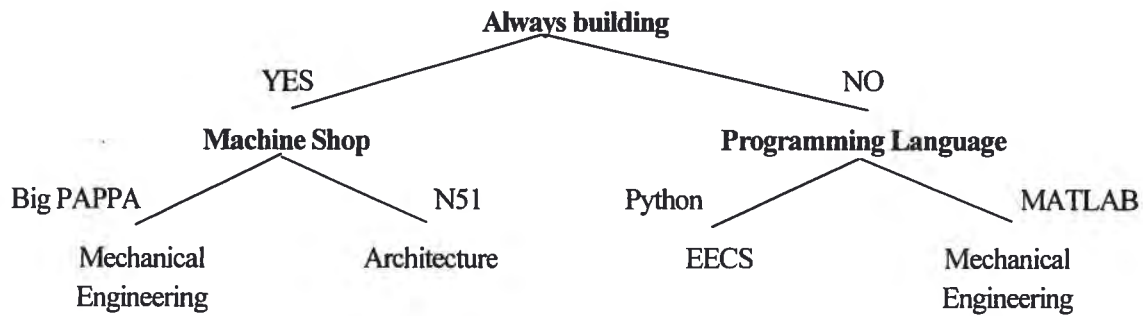 Always building
YES NO
Machine Shop Programming Language
Big PAPPA N51 Python MATLAB
Mechanical Architecture EECS Mechanical
Engineering Engineering